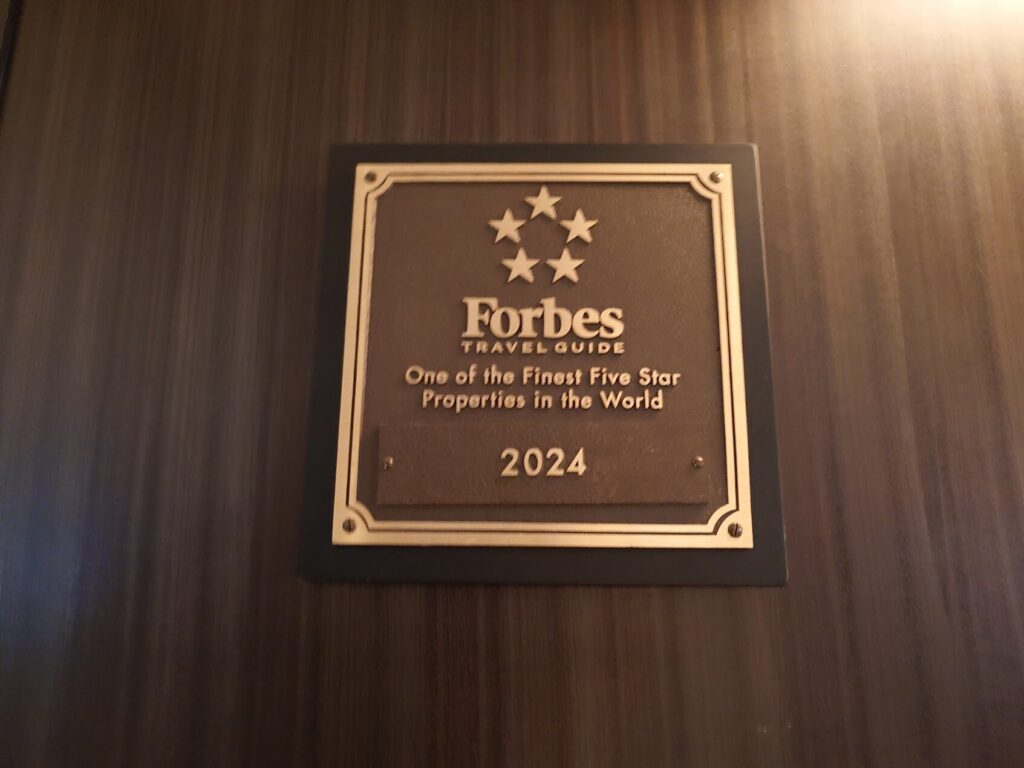 Forbes
TRAVEL GUIDE
One of the Finest Five Star
Properties in the World
2024